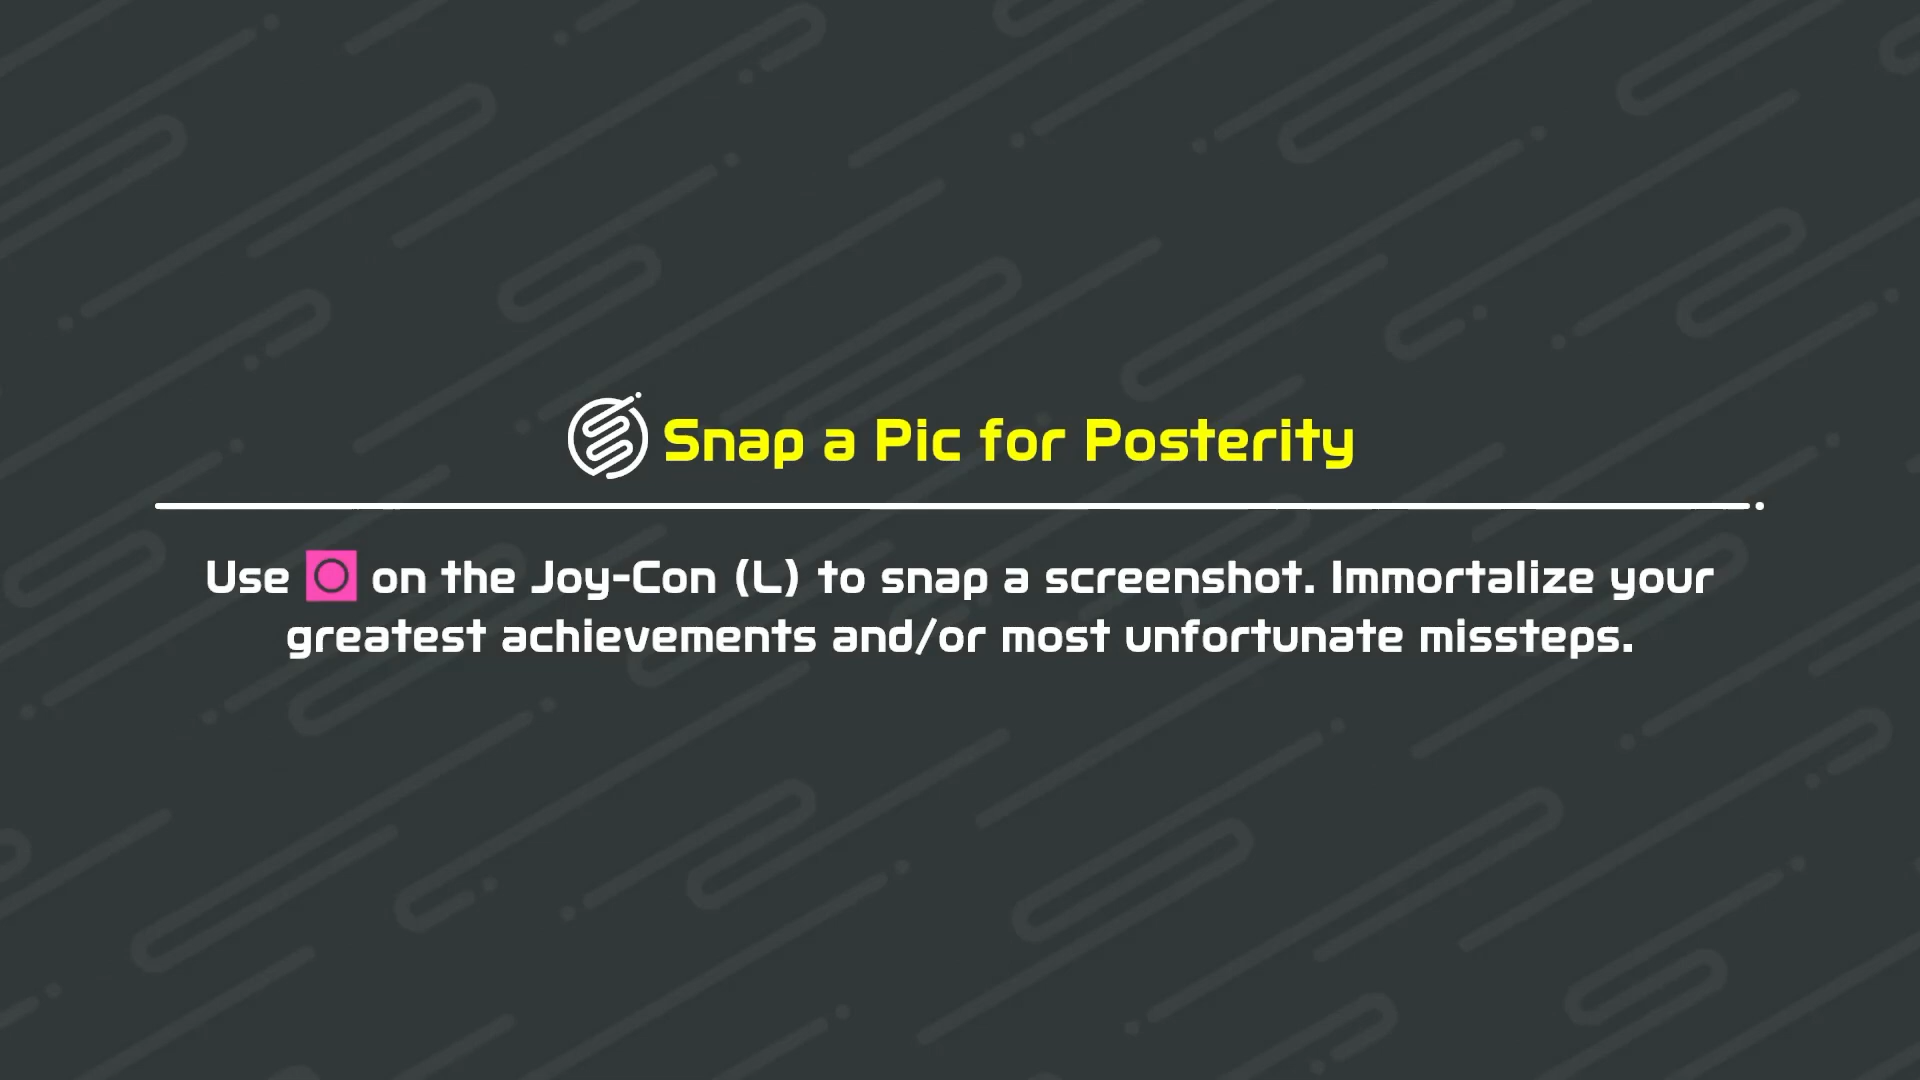 Snap a Pic for Posterity
Use on the Joy-Con (L) to snap a screenshot. Immortalize your
greatest achievements and/or most unfortunate missteps.